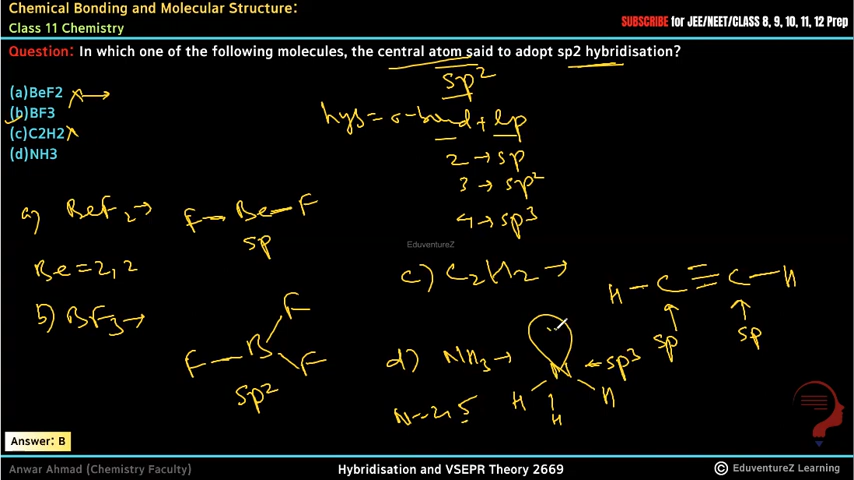 Chemical Bonding and Molecular Structure:
Class 11 Chemistry
SUBSCRIBE for JEE/NEET/CLASS 8, 9, 10, 11, 12 Prep
Question: In which one of the following molecules, the central atom said to adopt sp2 hybridisation?
sp²
(a)BeF2
(b)BF3
(c)C2H2
(d)NH3
hys = σ-bond + lp
2 → sp
3 → sp²
4 → sp³
a) BeF₂ → F-Be-F
sp
Be = 2, 2
EduventureZ
b) BF₃ →
F
F-B
F
sp²
c) C₂H₂ → H-C≡C-H
sp sp
d) NH₃ → N ← sp³
H H H
N = 2, 5
Answer: B
Anwar Ahmad (Chemistry Faculty)
Hybridisation and VSEPR Theory 2669
© EduventureZ Learning